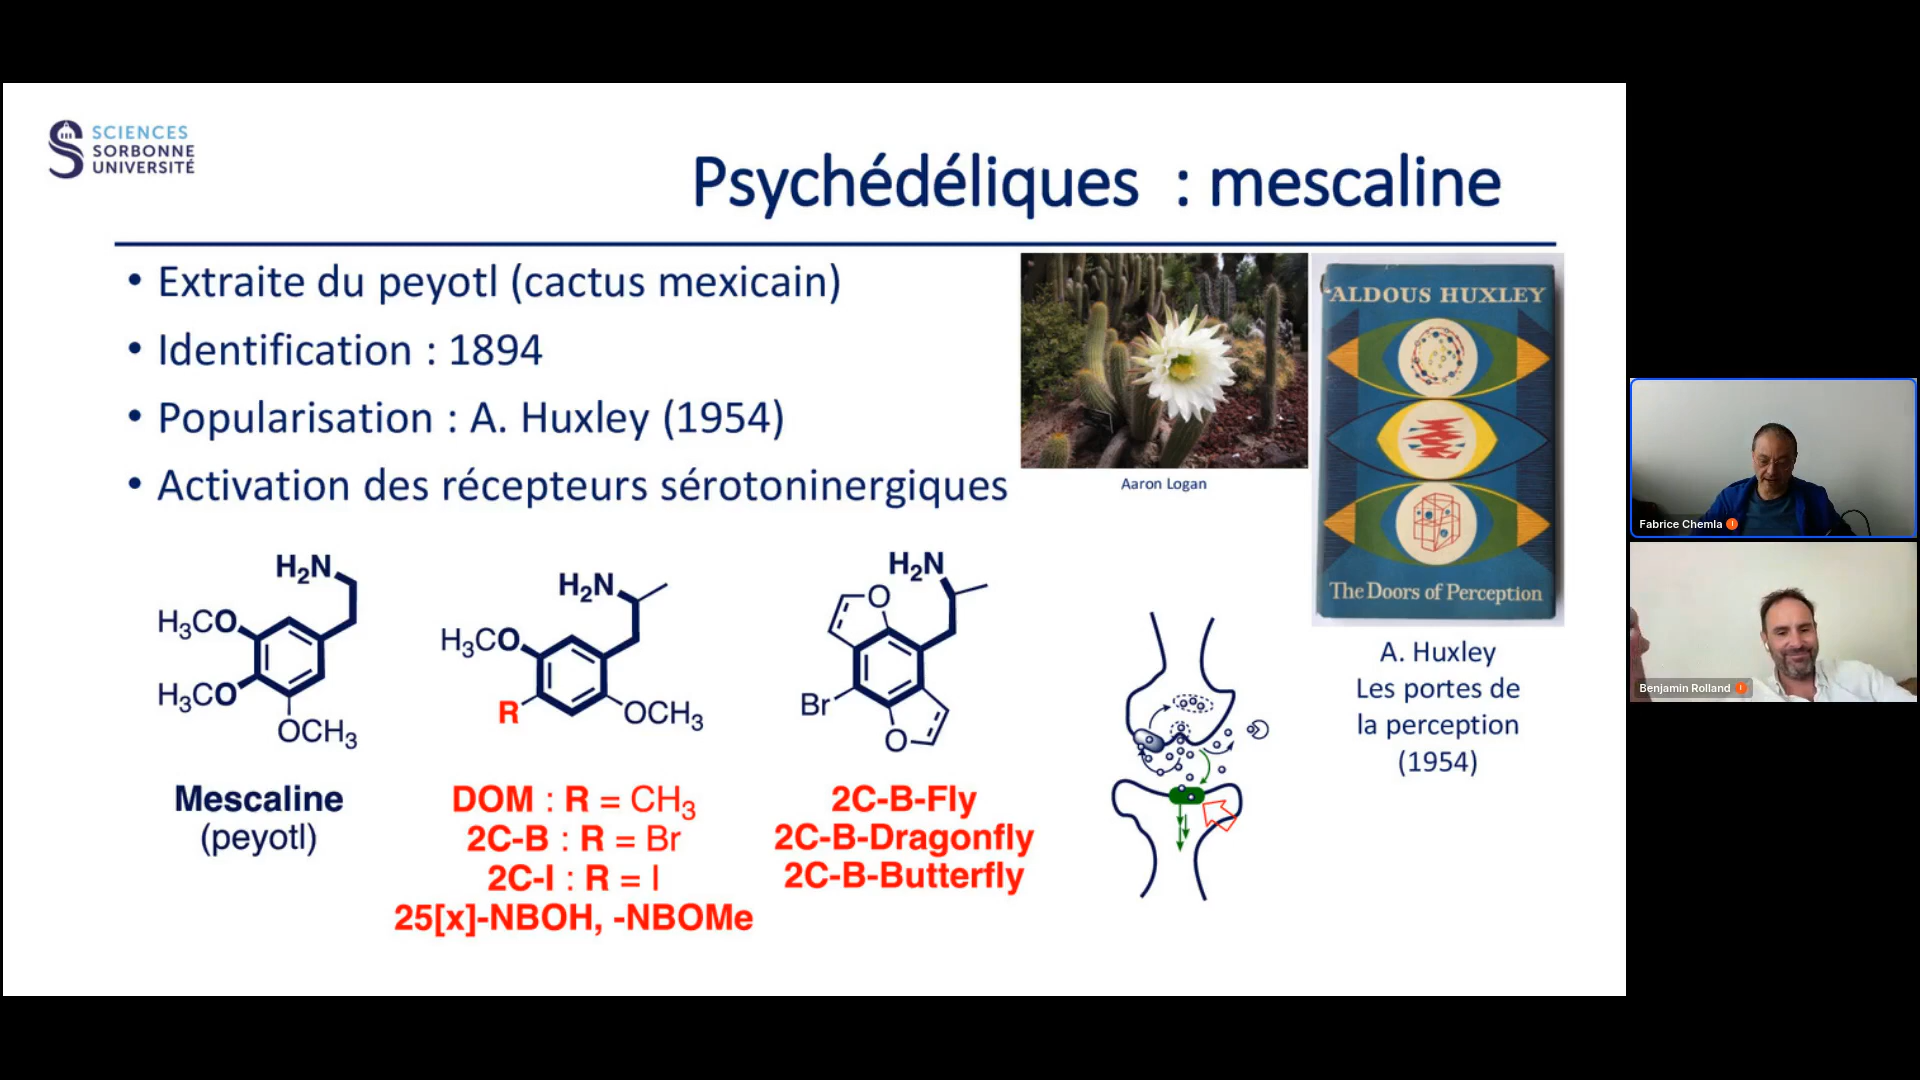 SCIENCES
SORBONNE
UNIVERSITÉ
Psychédéliques : mescaline
• Extraite du peyotl (cactus mexicain)
• Identification : 1894
• Popularisation : A. Huxley (1954)
• Activation des récepteurs sérotoninergiques
Aaron Logan
ALDOUS HUXLEY
The Doors of Perception
A. Huxley
Les portes de
la perception
(1954)
H₂N
H₃CO
H₃CO
OCH₃
Mescaline
(peyotl)
H₂N
H₃CO
R
OCH₃
DOM : R = CH₃
2C-B : R = Br
2C-I : R = I
25[x]-NBOH, -NBOMe
H₂N
O
Br
O
2C-B-Fly
2C-B-Dragonfly
2C-B-Butterfly
Fabrice Chemla
Benjamin Rolland